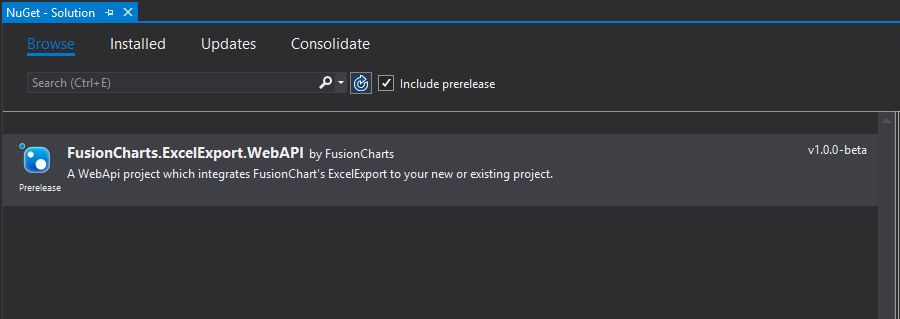 NuGet - Solution
Browse Installed Updates Consolidate
Search (Ctrl+E) Include prerelease
FusionCharts.ExcelExport.WebAPI by FusionCharts v1.0.0-beta
A WebApi project which integrates FusionChart's ExcelExport to your new or existing project.
Prerelease